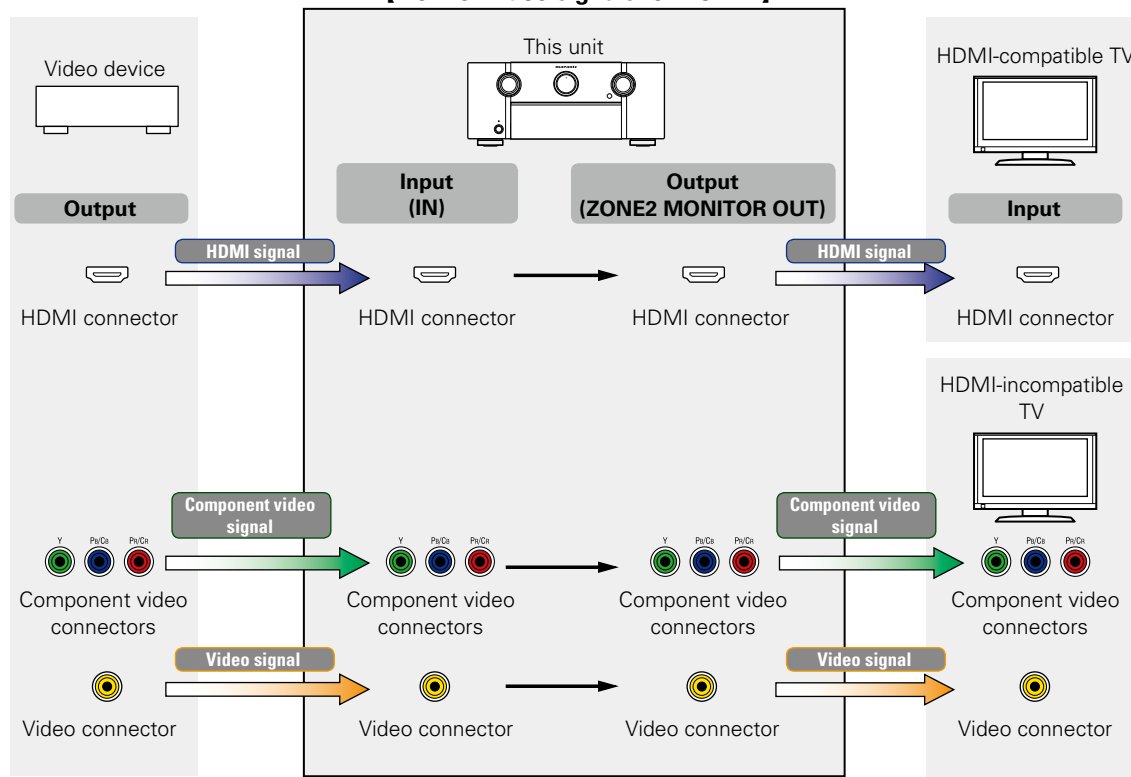 This unit
Video device
HDMI-compatible TV
marantz
Input
(IN)
Output
(ZONE2 MONITOR OUT)
Output
Input
HDMI signal
HDMI signal
HDMI connector
HDMI connector
HDMI connector
HDMI connector
HDMI-incompatible
TV
Component video
signal
Component video
signal
Y PB/CB PR/CR
Y PB/CB PR/CR
Y PB/CB PR/CR
Y PB/CB PR/CR
Component video
connectors
Component video
connectors
Component video
connectors
Component video
connectors
Video signal
Video signal
Video connector
Video connector
Video connector
Video connector